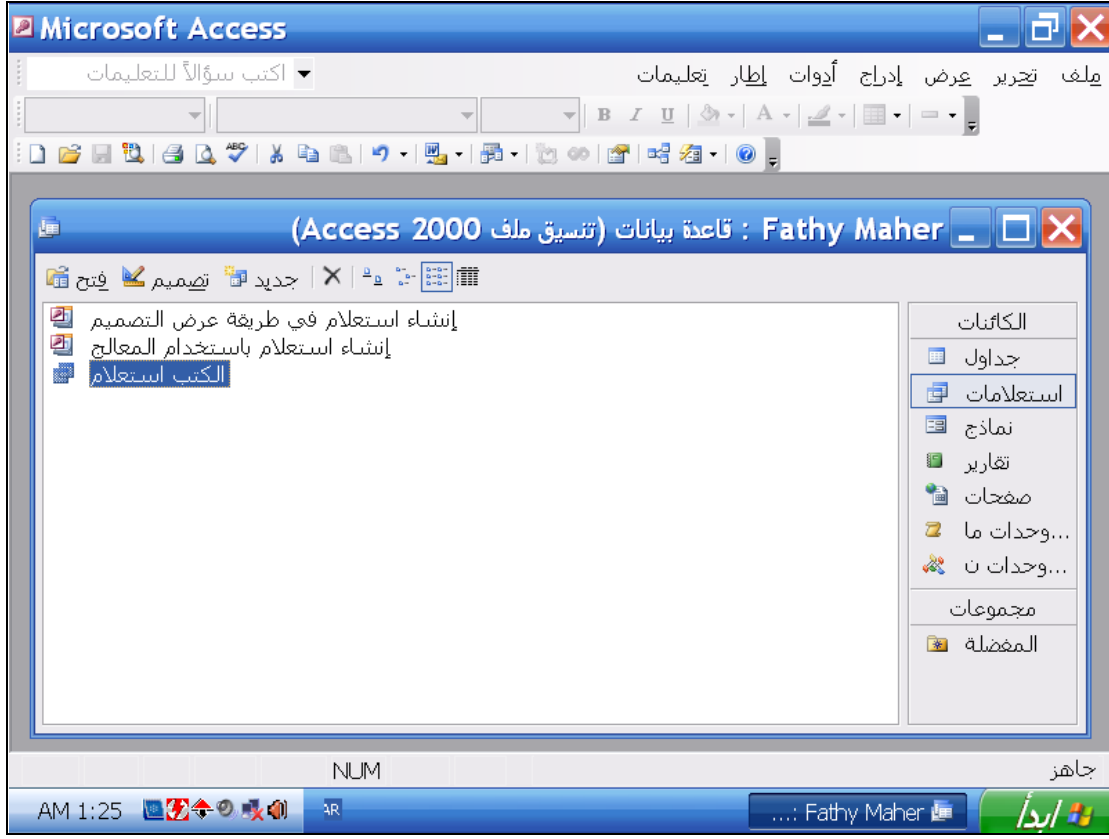 Microsoft Access
ملف تحرير عرض إدراج أدوات إطار تعليمات
اكتب سؤالاً للتعليمات
B I U A
ABC
Fathy Maher : قاعدة بيانات (تنسيق ملف Access 2000)
فتح تصميم جديد
الكائنات
جداول
استعلامات
نماذج
تقارير
صفحات
وحدات ما...
وحدات ن...
مجموعات
المفضلة
إنشاء استعلام في طريقة عرض التصميم
إنشاء استعلام باستخدام المعالج
الكتب استعلام
جاهز
NUM
ابدأ
Fathy Maher :...
AR
AM 1:25